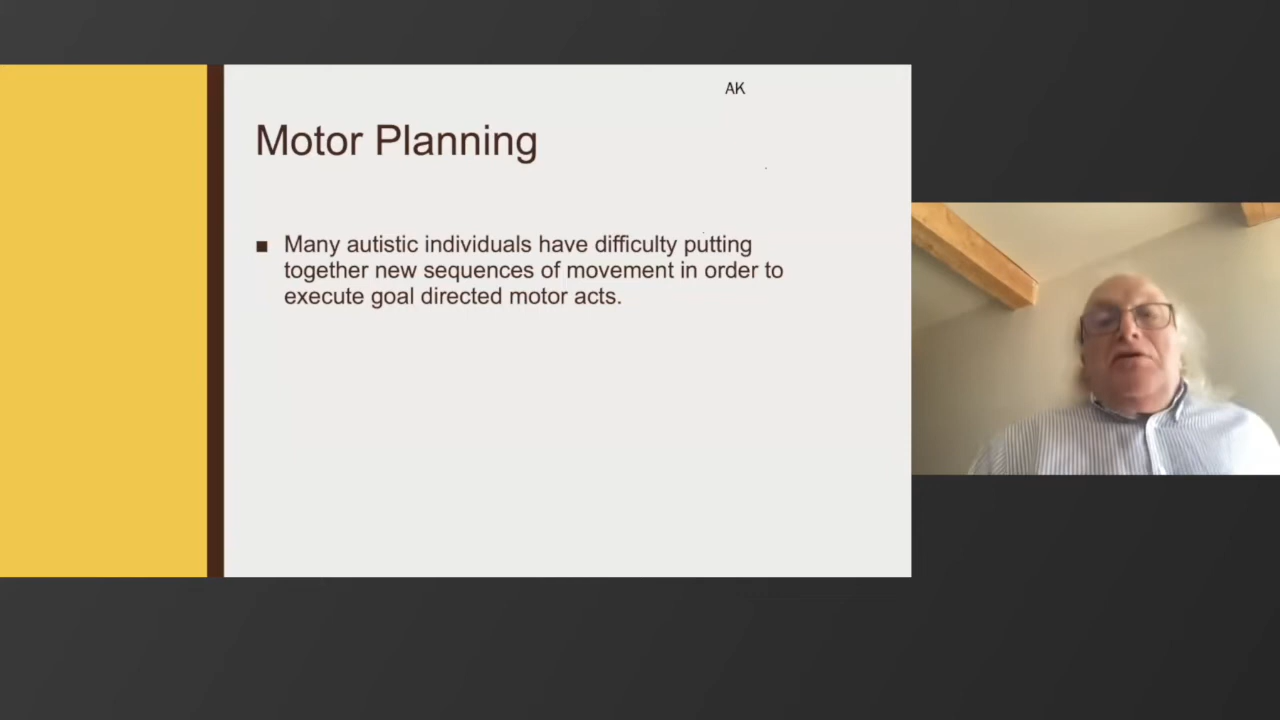 AK
Motor Planning
■ Many autistic individuals have difficulty putting
together new sequences of movement in order to
execute goal directed motor acts.